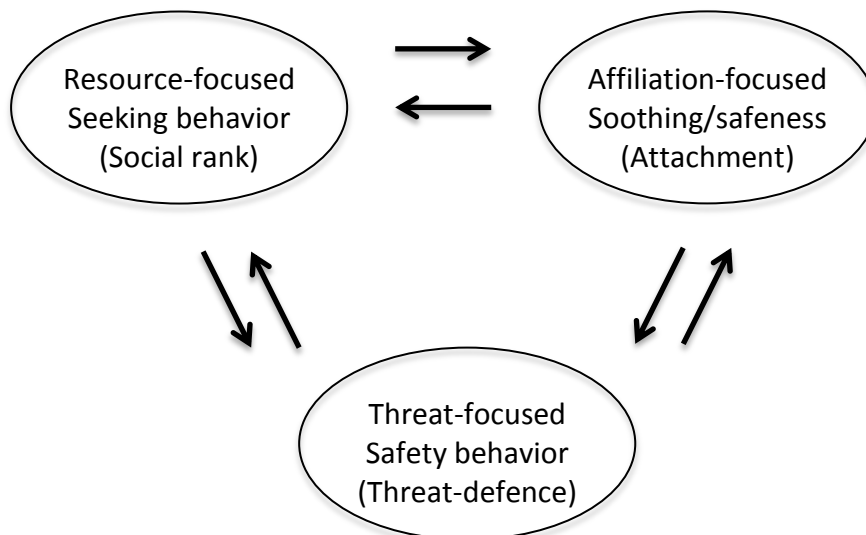 Resource-focused
Seeking behavior
(Social rank)
Affiliation-focused
Soothing/safeness
(Attachment)
Threat-focused
Safety behavior
(Threat-defence)